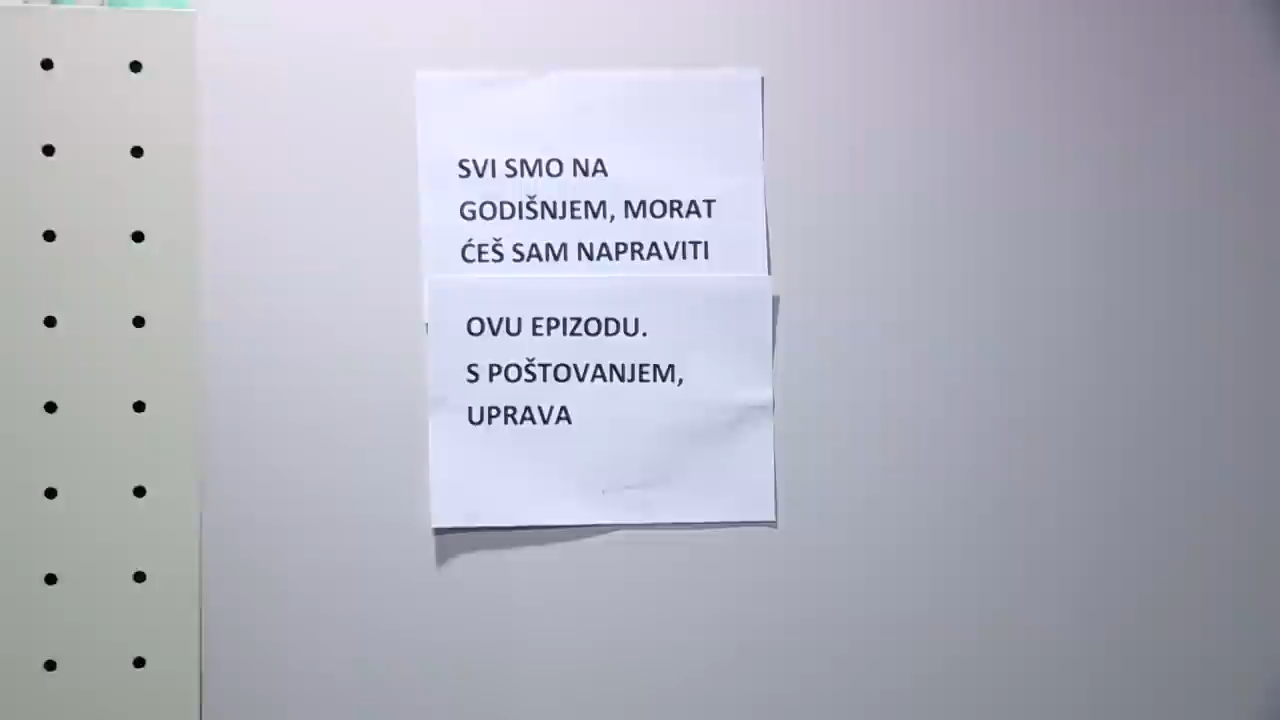 SVI SMO NA
GODIŠNJEM, MORAT
ĆEŠ SAM NAPRAVITI
OVU EPIZODU.
S POŠTOVANJEM,
UPRAVA